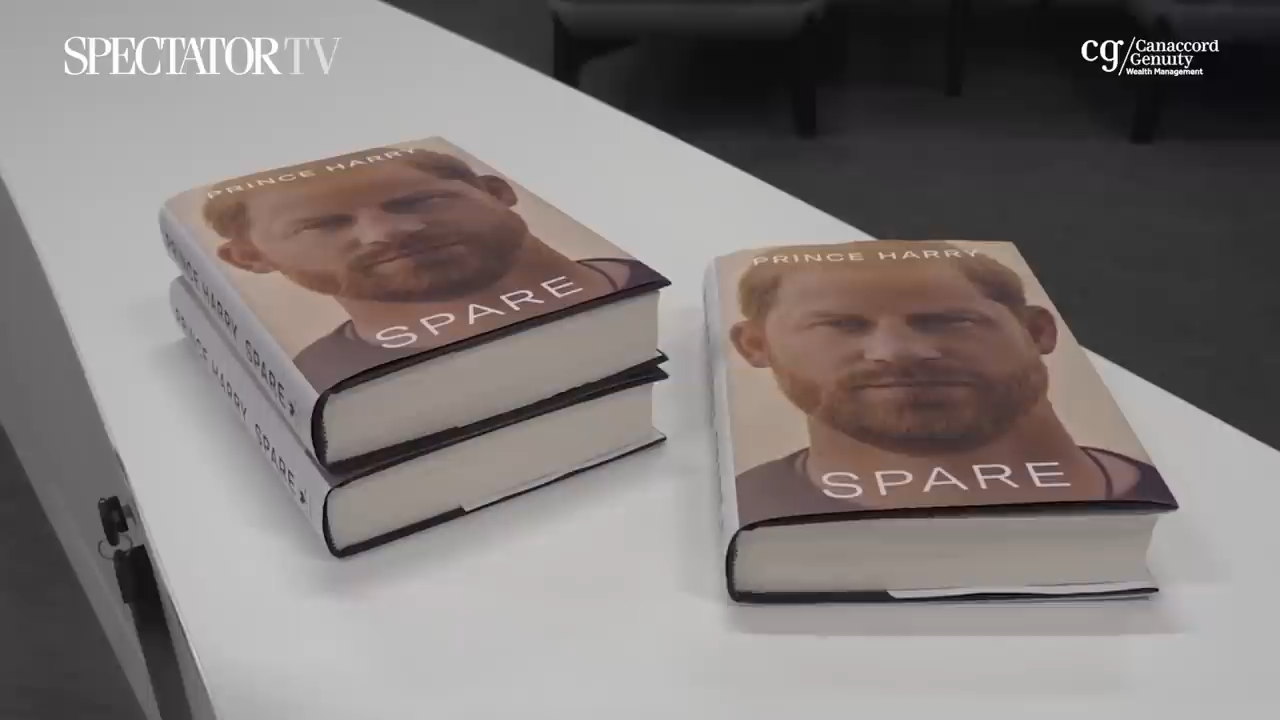 SPECTATOR TV
cg/Canaccord
Genuity
Wealth Management
PRINCE HARRY
SPARE
PRINCE HARRY SPARE
PRINCE HARRY SPARE
PRINCE HARRY
SPARE